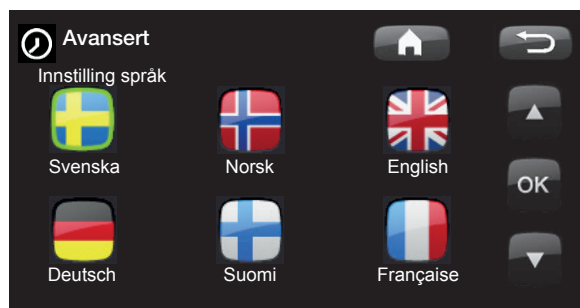 Avansert
Innstilling språk
Svenska Norsk English
OK
Deutsch Suomi Française